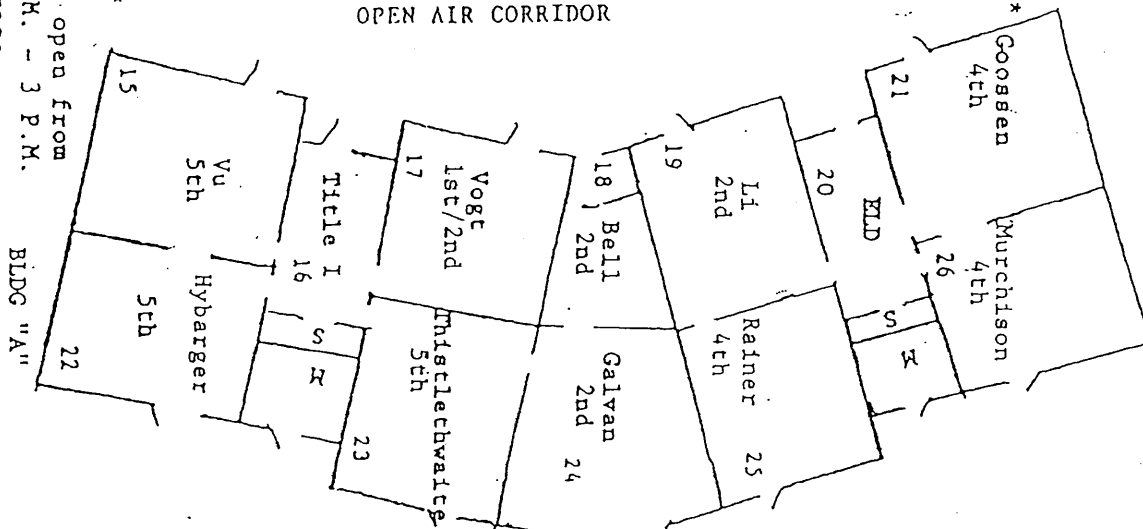 OPEN AIR CORRIDOR
open from
M. - 3 P.M.
BLDG "A"
15
Vu
5th
Title I
16
17
Vogt
1st/2nd
18
Bell
2nd
19
Li
2nd
20
ELD
21
Goossen
4th
Hybarger
5th
22
S
Thistlethwaite
5th
23
Galvan
2nd
24
Rainer
4th
25
S
Murchison
4th
26
*
*